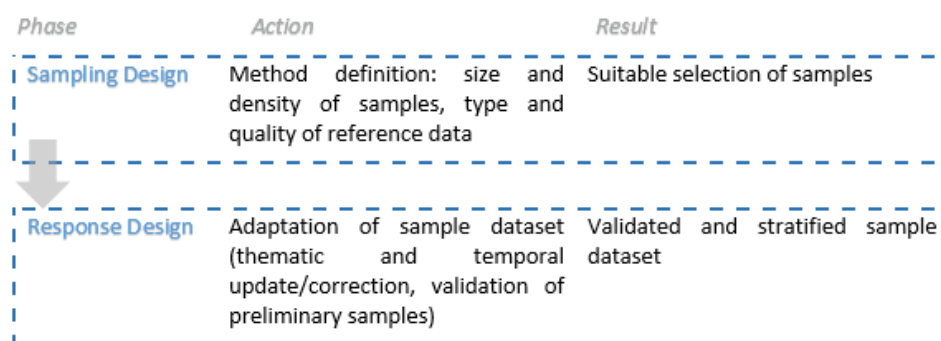 Phase Action Result
Sampling Design Method definition: size and Suitable selection of samples
density of samples, type and
quality of reference data
Response Design Adaptation of sample dataset Validated and stratified sample
(thematic and temporal dataset
update/correction, validation of
preliminary samples)